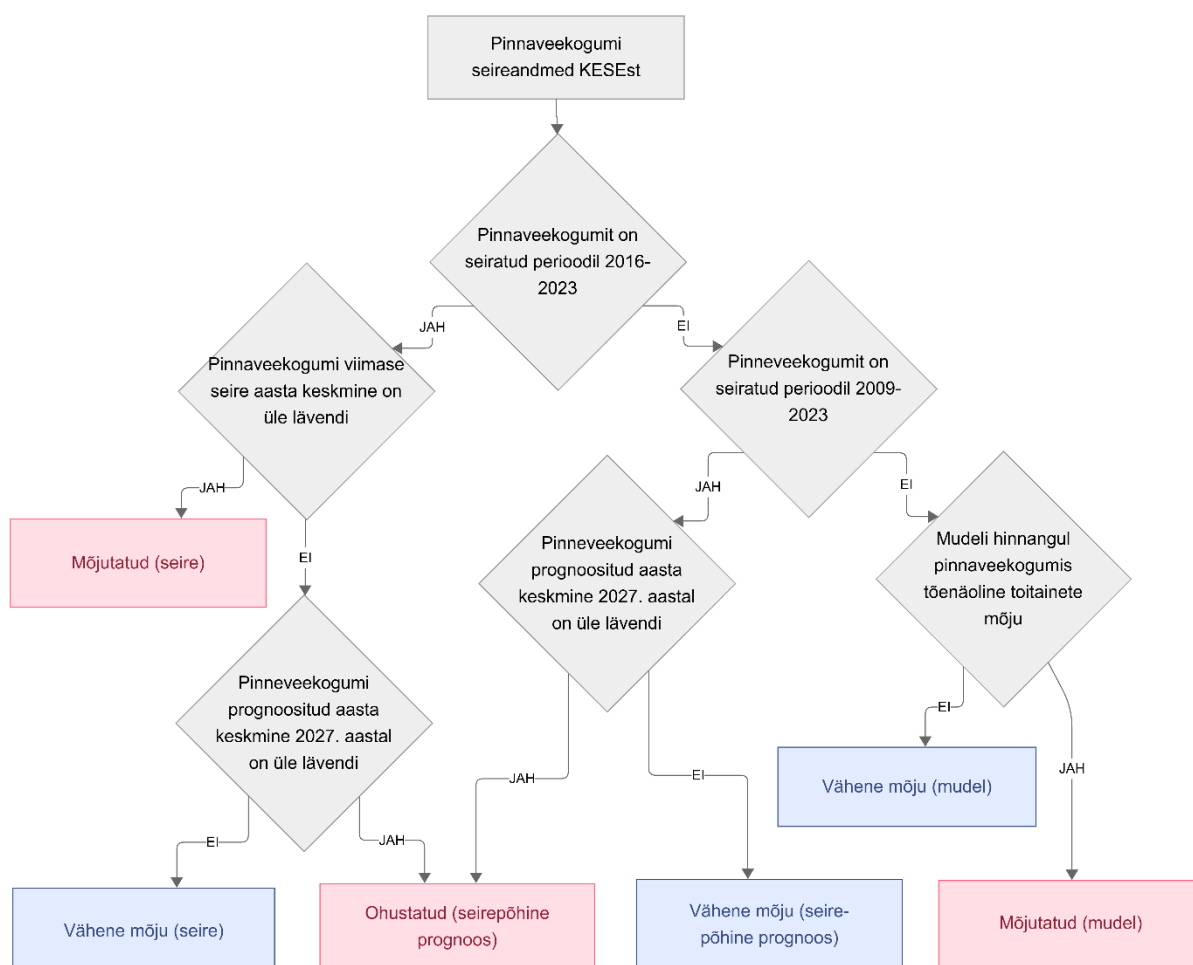 Pinnaveekogumi
seireandmed KESEst
Pinnaveekogumit on
seiratud perioodil 2016-
2023
JAH
EI
Pinnaveekogumi viimase
seire aasta keskmine on
üle lävendi
Pinneveekogumit on
seiratud perioodil 2009-
2023
JAH
EI
JAH
EI
Mõjutatud (seire)
Pinneveekogumi
prognoositud aasta
keskmine 2027. aastal
on üle lävendi
Mudeli hinnangul
pinnaveekogumis
tõenäoline toitainete
mõju
Pinneveekogumi
prognoositud aasta
keskmine 2027. aastal
on üle lävendi
EI
JAH
JAH
EI
EI
JAH
Vähene mõju (mudel)
Vähene mõju (seire)
Ohustatud (seirepõhine
prognoos)
Vähene mõju (seire-
põhine prognoos)
Mõjutatud (mudel)